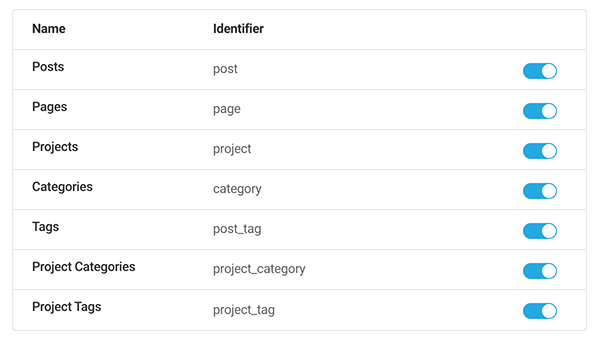 Name Identifier
Posts post
Pages page
Projects project
Categories category
Tags post_tag
Project Categories project_category
Project Tags project_tag